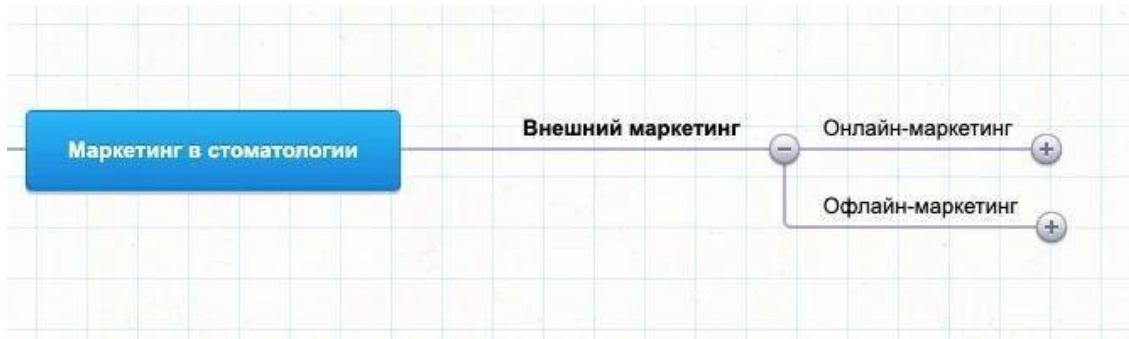 Маркетинг в стоматологии
Внешний маркетинг
Онлайн-маркетинг
Офлайн-маркетинг